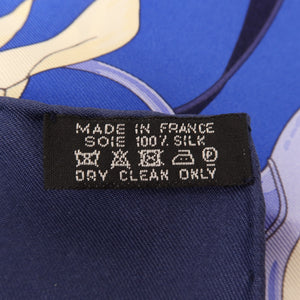 MADE IN FRANCE
SOIE 100% SILK
P
DRY CLEAN ONLY